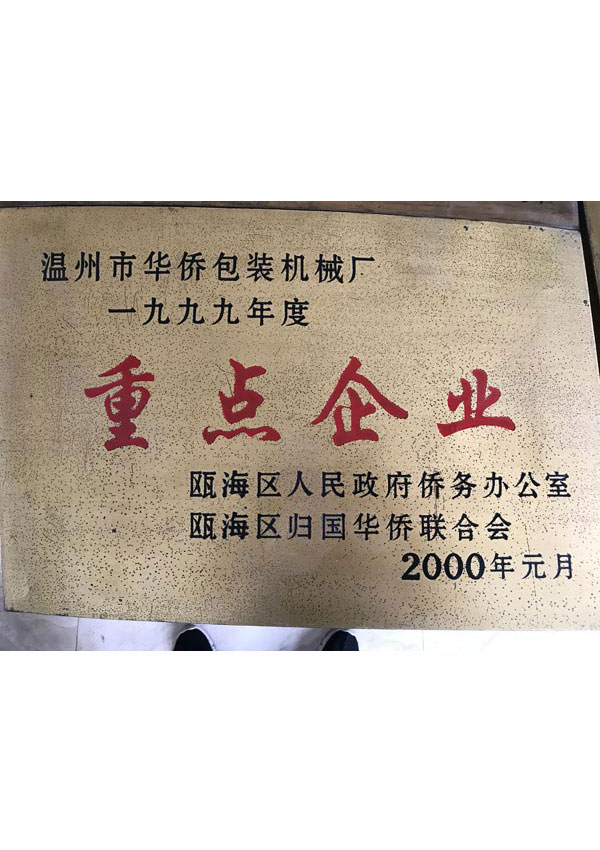 温州市华侨包装机械厂
一九九九年度
重点企业
瓯海区人民政府侨务办公室
瓯海区归国华侨联合会
2000年元月